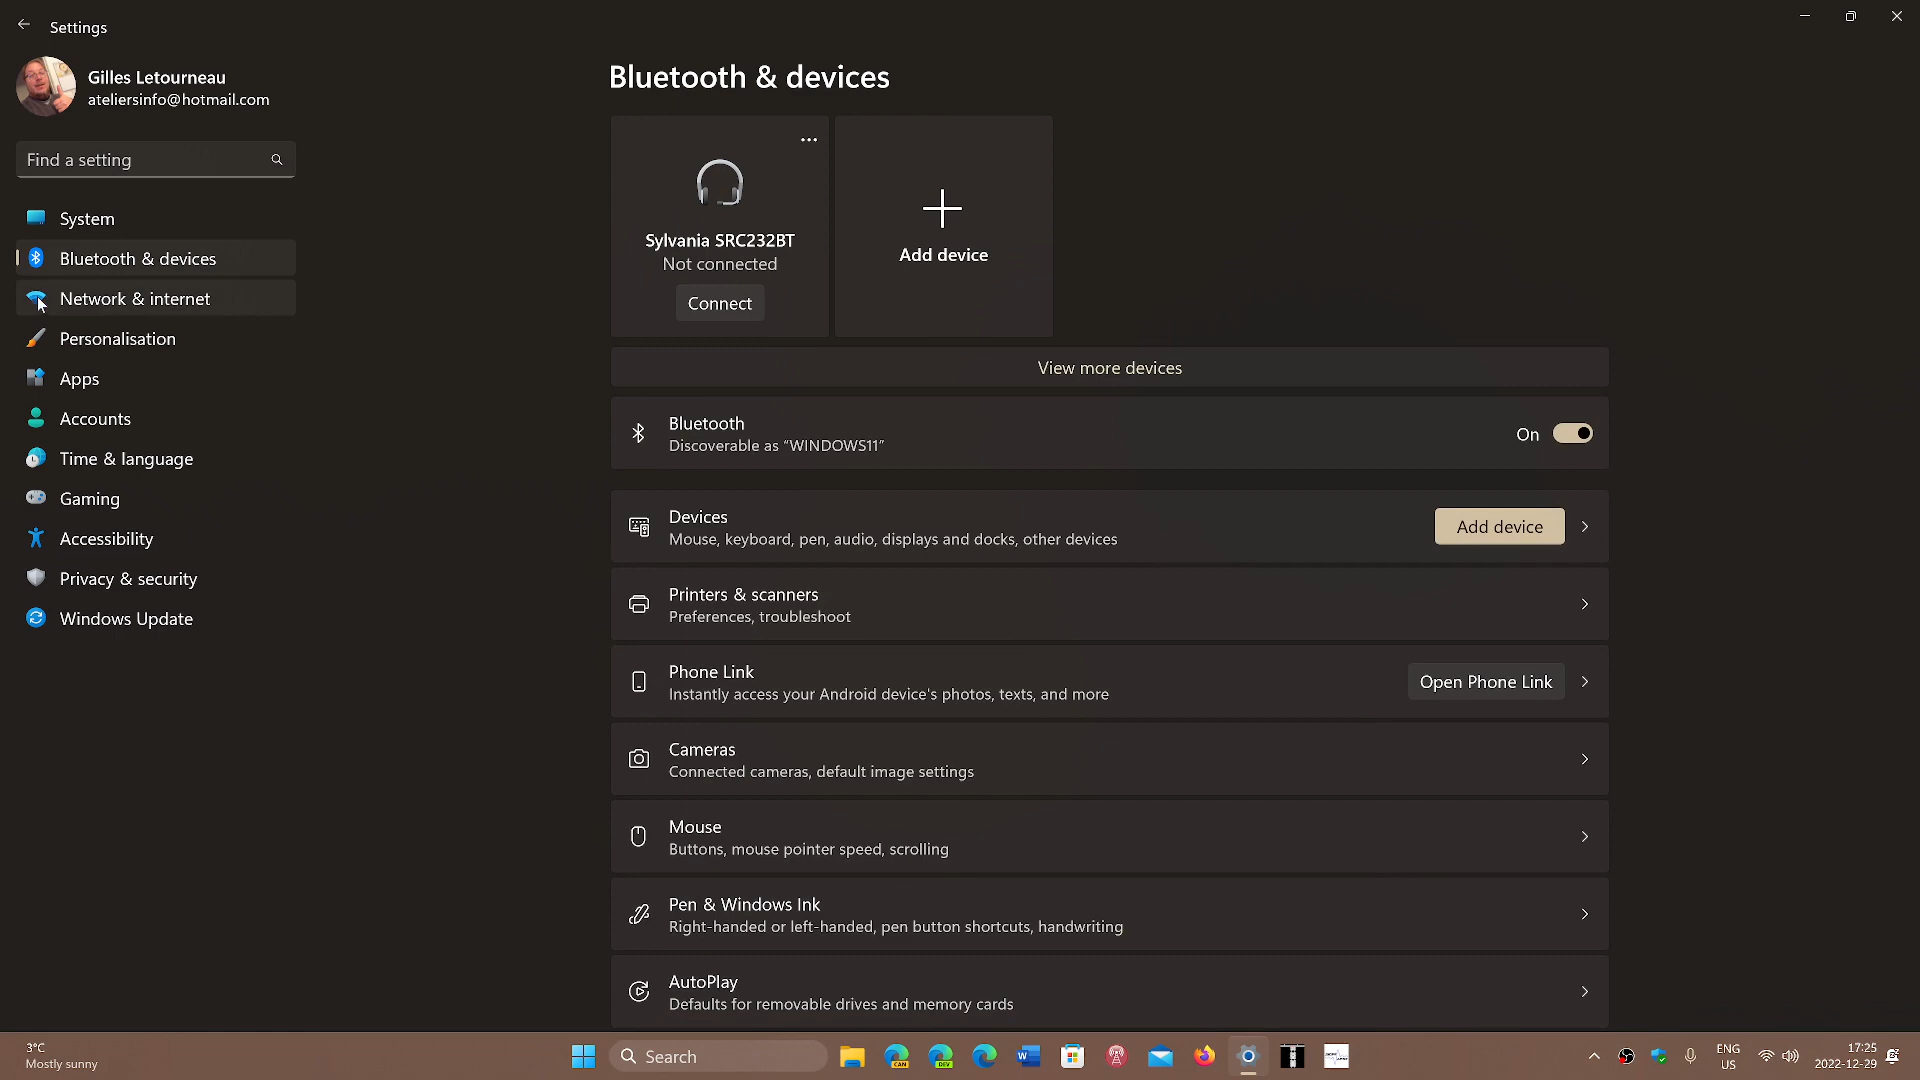 Settings
Gilles Letourneau
ateliersinfo@hotmail.com
Find a setting
System
Bluetooth & devices
Network & internet
Personalisation
Apps
Accounts
Time & language
Gaming
Accessibility
Privacy & security
Windows Update
Bluetooth & devices
Sylvania SRC232BT
Not connected
Connect
Add device
View more devices
Bluetooth
Discoverable as “WINDOWS11”
On
Devices
Mouse, keyboard, pen, audio, displays and docks, other devices
Add device
Printers & scanners
Preferences, troubleshoot
Phone Link
Instantly access your Android device's photos, texts, and more
Open Phone Link
Cameras
Connected cameras, default image settings
Mouse
Buttons, mouse pointer speed, scrolling
Pen & Windows Ink
Right-handed or left-handed, pen button shortcuts, handwriting
AutoPlay
Defaults for removable drives and memory cards
3°C
Mostly sunny
Search
CAN
DEV
ENG
US
17:25
2022-12-29